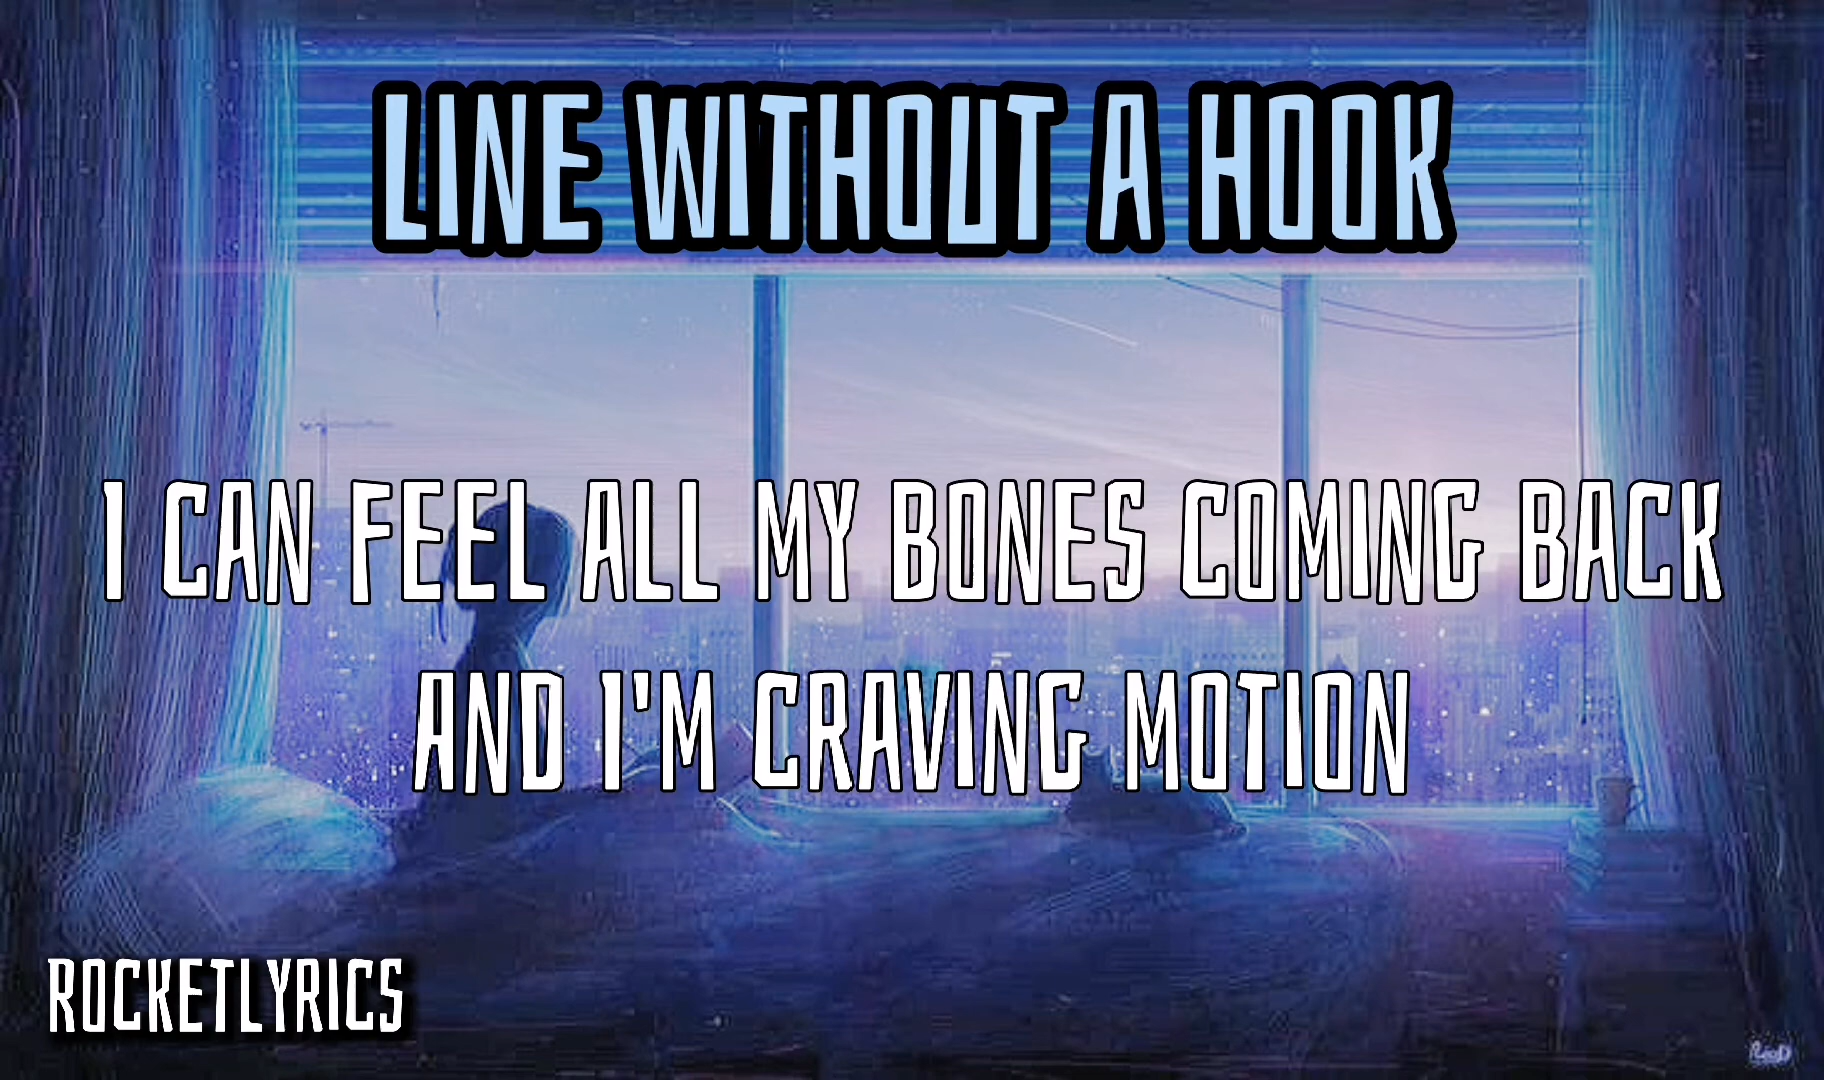 LINE WITHOUT A HOOK
I CAN FEEL ALL MY BONES COMING BACK
AND I'M CRAVING MOTION
ROCKETLYRICS